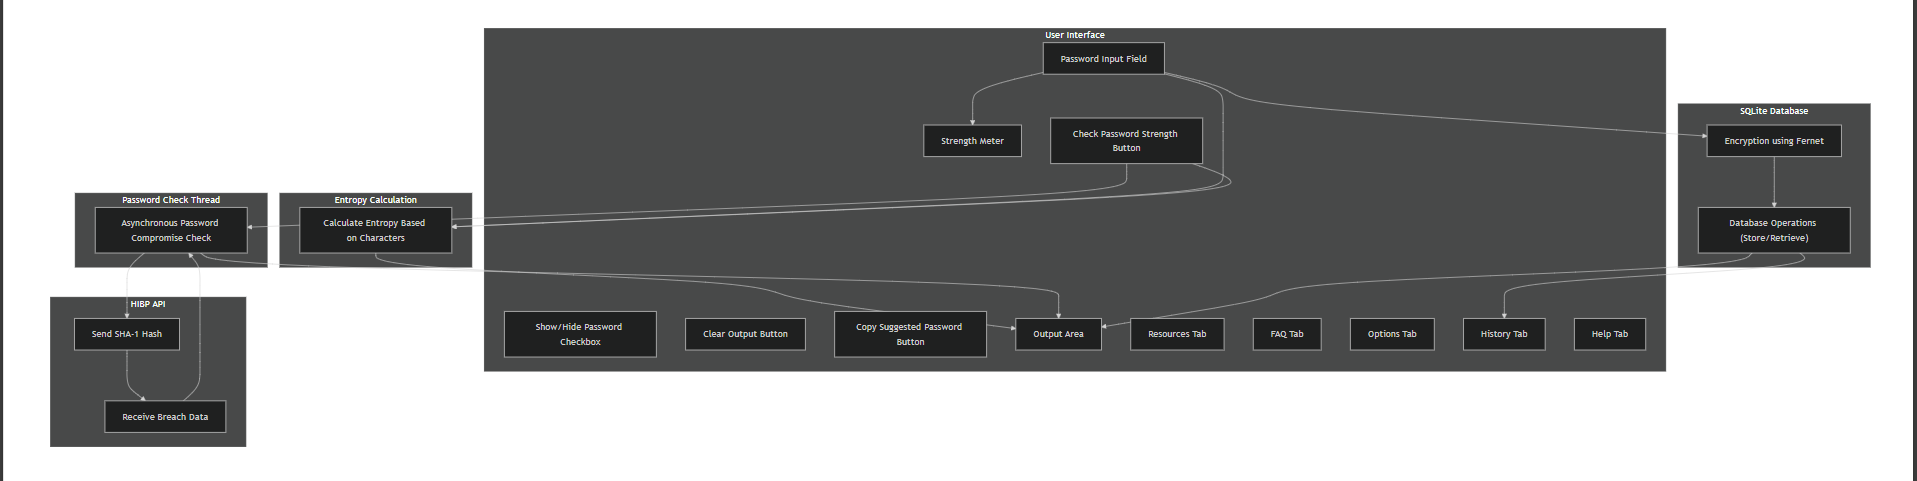 User Interface
Password Input Field
Strength Meter
Check Password Strength
Button
SQLite Database
Encryption using Fernet
Database Operations
(Store/Retrieve)
Password Check Thread
Asynchronous Password
Compromise Check
Entropy Calculation
Calculate Entropy Based
on Characters
HIBP API
Send SHA-1 Hash
Receive Breach Data
Show/Hide Password
Checkbox
Clear Output Button
Copy Suggested Password
Button
Output Area
Resources Tab
FAQ Tab
Options Tab
History Tab
Help Tab